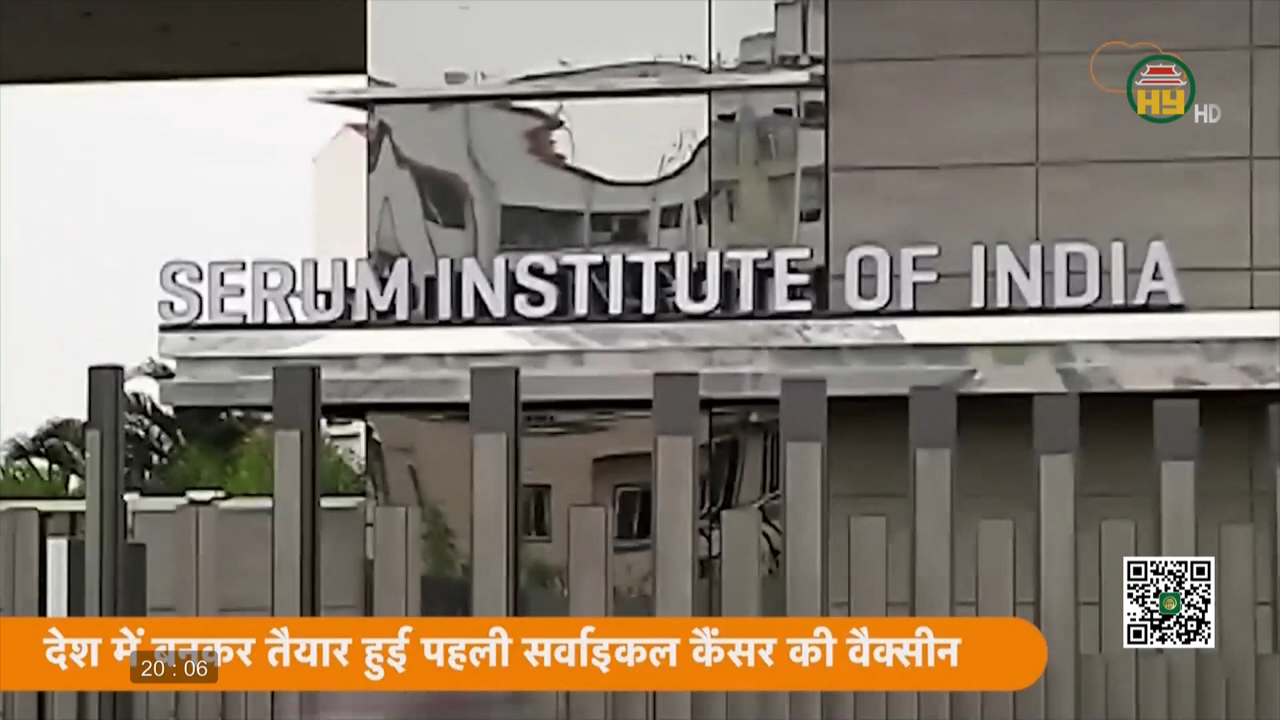 HY HD
SERUM INSTITUTE OF INDIA
देश में बनकर तैयार हुई पहली सर्वाइकल कैंसर की वैक्सीन
20 : 06